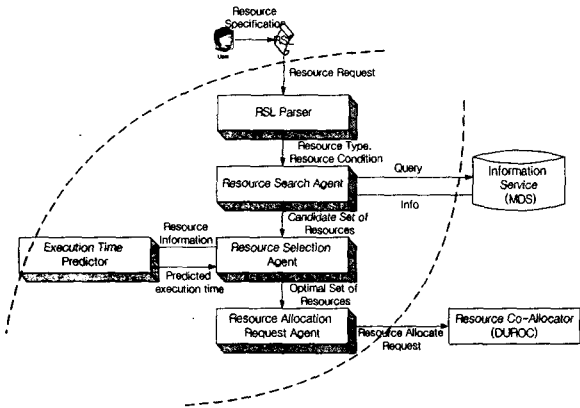 Resource
Specification
User
RSL
Resource Request
RSL Parser
Resource Type.
Resource Condition
Query
Resource Search Agent
Information
Service
(MDS)
Info
Candidate Set of
Resources
Resource
Information
Execution Time
Predictor
Resource Selection
Agent
Predicted
execution time
Optimal Set of
Resources
Resource Allocation
Request Agent
Resource Allocate
Request
Resource Co-Allocator
(DUROC)